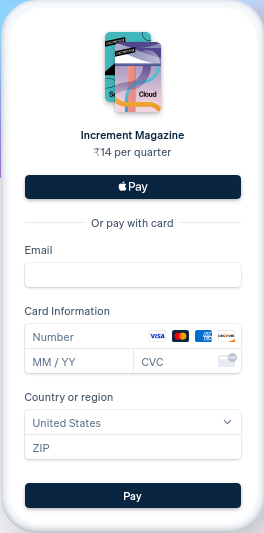 Cloud
Increment Magazine
₹14 per quarter
Pay
Or pay with card
Email
Card Information
Number VISA DISCOVER
MM / YY CVC
Country or region
United States
ZIP
Pay